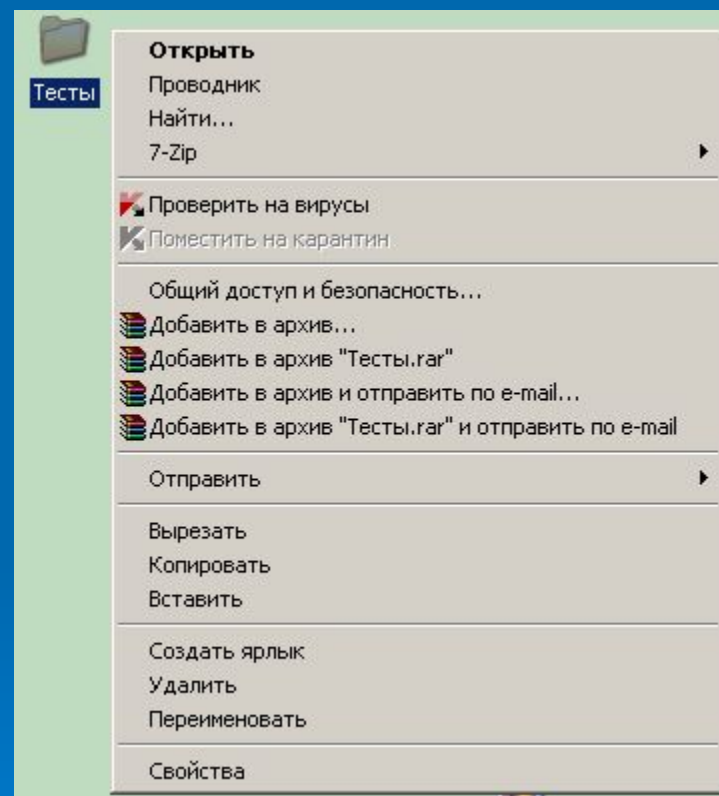 Тесты
Открыть
Проводник
Найти...
7-Zip
Проверить на вирусы
Поместить на карантин
Общий доступ и безопасность...
Добавить в архив...
Добавить в архив "Тесты.rar"
Добавить в архив и отправить по e-mail...
Добавить в архив "Тесты.rar" и отправить по e-mail
Отправить
Вырезать
Копировать
Вставить
Создать ярлык
Удалить
Переименовать
Свойства